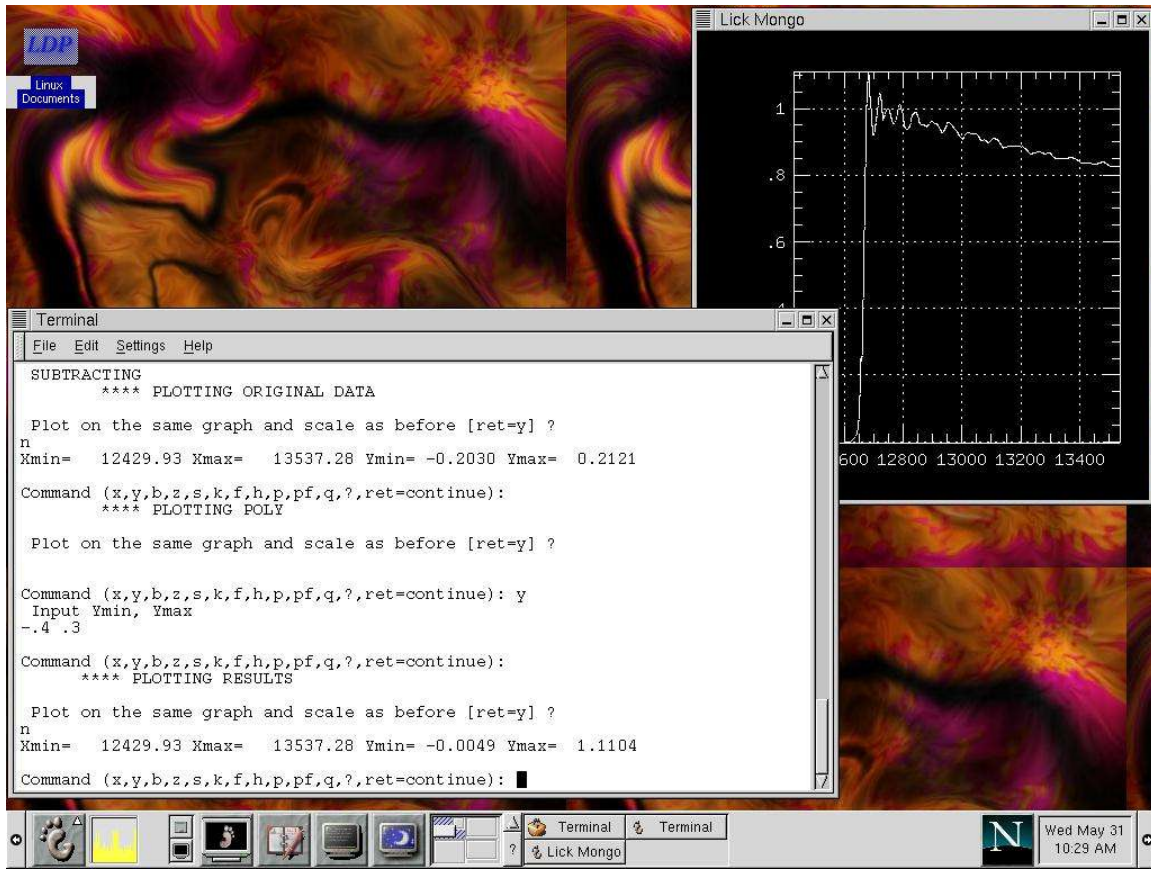 LDP
Linux
Documents
Lick Mongo
1
.8
.6
600 12800 13000 13200 13400
Terminal
File Edit Settings Help
SUBTRACTING
**** PLOTTING ORIGINAL DATA
Plot on the same graph and scale as before [ret=y] ?
n
Xmin= 12429.93 Xmax= 13537.28 Ymin= -0.2030 Ymax= 0.2121
Command (x,y,b,z,s,k,f,h,p,pf,q,?,ret=continue):
**** PLOTTING POLY
Plot on the same graph and scale as before [ret=y] ?
Command (x,y,b,z,s,k,f,h,p,pf,q,?,ret=continue): y
Input Ymin, Ymax
-.4 .3
Command (x,y,b,z,s,k,f,h,p,pf,q,?,ret=continue):
**** PLOTTING RESULTS
Plot on the same graph and scale as before [ret=y] ?
n
Xmin= 12429.93 Xmax= 13537.28 Ymin= -0.0049 Ymax= 1.1104
Command (x,y,b,z,s,k,f,h,p,pf,q,?,ret=continue):
?
Terminal
Terminal
Lick Mongo
N
Wed May 31
10:29 AM